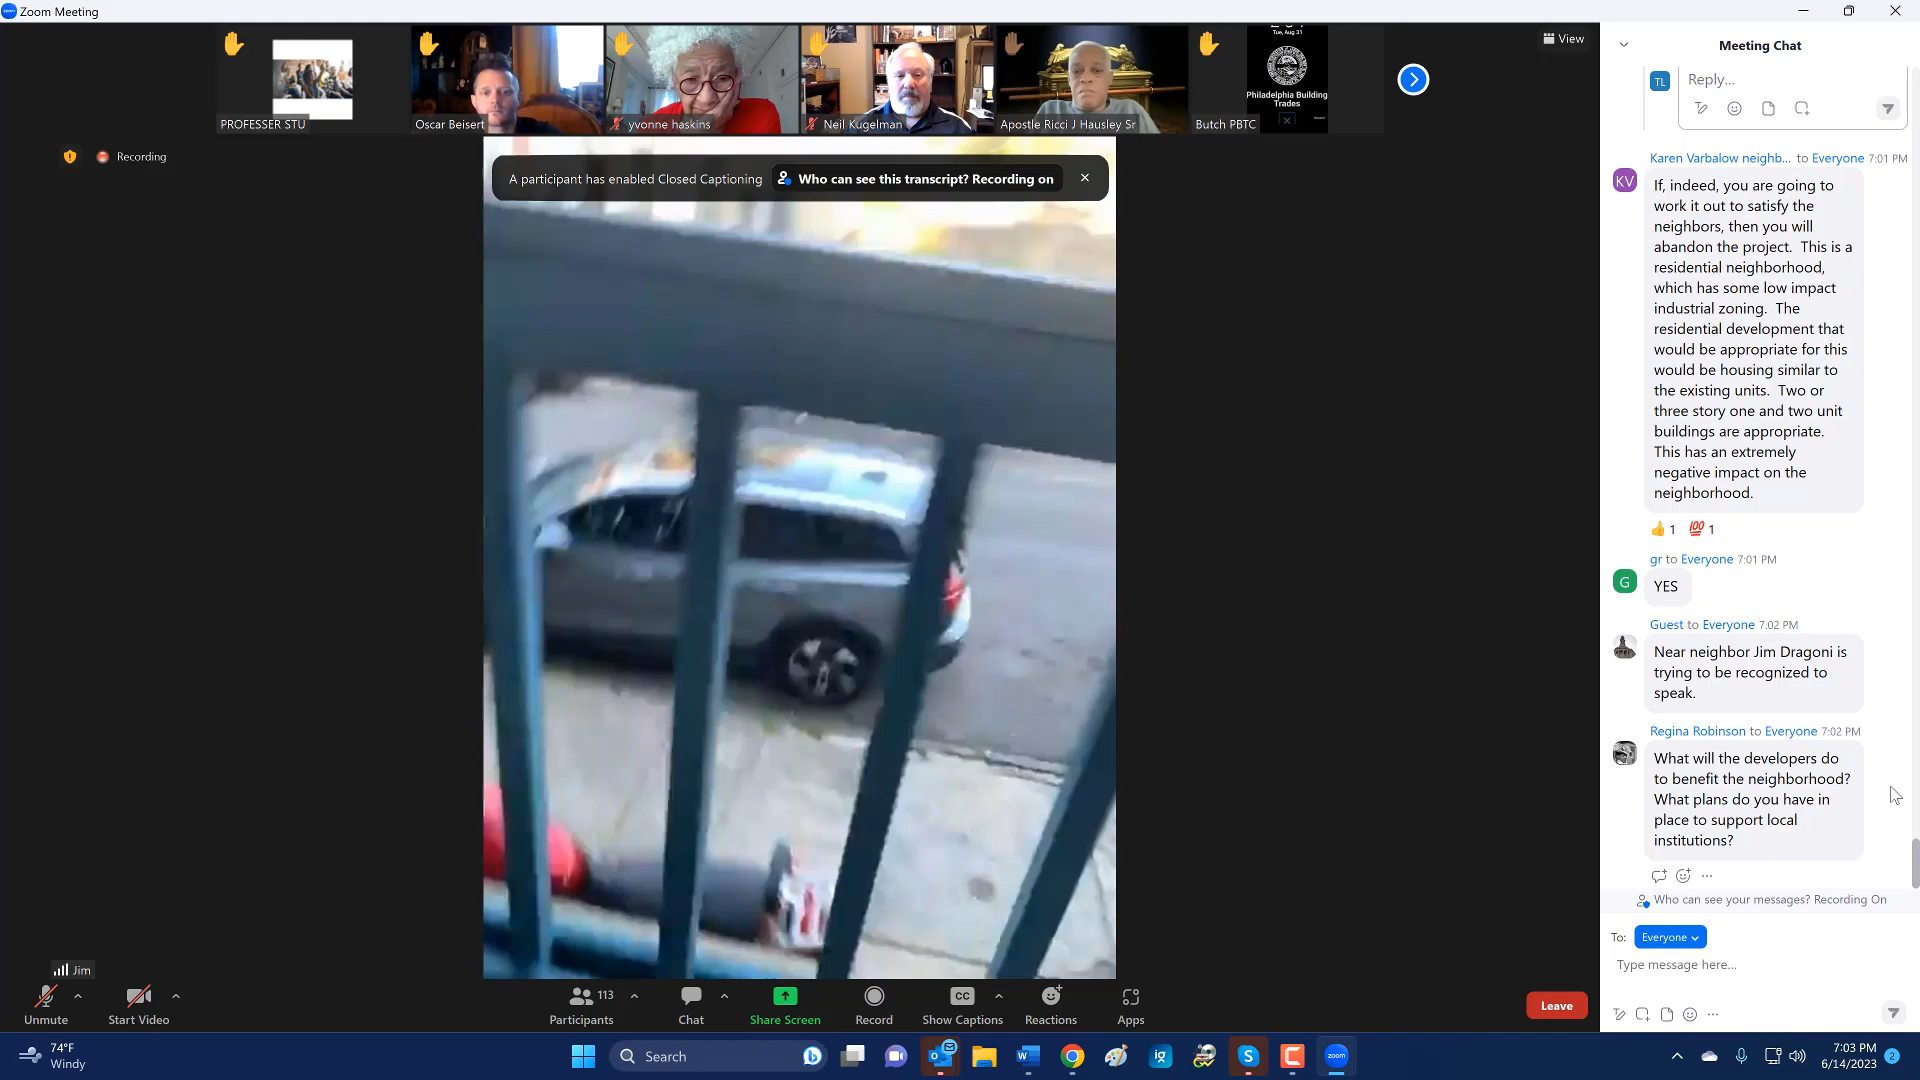 Zoom Meeting
PROFESSER STU
Oscar Beisert
yvonne haskins
Neil Kugelman
Apostle Ricci J Hausley Sr
Tue, Aug 31
Philadelphia Building
Trades
Butch PBTC
View
Recording
A participant has enabled Closed Captioning
Who can see this transcript? Recording on
Jim
Unmute
Start Video
113
Participants
Chat
Share Screen
Record
CC
Show Captions
Reactions
Apps
Leave
Meeting Chat
TL
Reply...
Karen Varbalow neighb... to Everyone 7:01 PM
KV
If, indeed, you are going to
work it out to satisfy the
neighbors, then you will
abandon the project. This is a
residential neighborhood,
which has some low impact
industrial zoning. The
residential development that
would be appropriate for this
would be housing similar to
the existing units. Two or
three story one and two unit
buildings are appropriate.
This has an extremely
negative impact on the
neighborhood.
👍 1 💯 1
gr to Everyone 7:01 PM
G
YES
Guest to Everyone 7:02 PM
Near neighbor Jim Dragoni is
trying to be recognized to
speak.
Regina Robinson to Everyone 7:02 PM
What will the developers do
to benefit the neighborhood?
What plans do you have in
place to support local
institutions?
Who can see your messages? Recording On
To: Everyone
Type message here...
74°F
Windy
Search
zoom
7:03 PM
6/14/2023
2